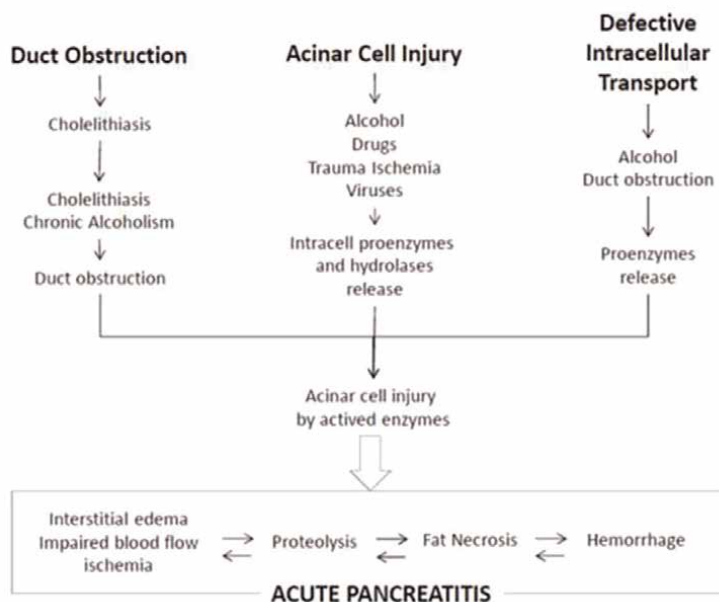 Duct Obstruction
Cholelithiasis
Cholelithiasis
Chronic Alcoholism
Duct obstruction
Acinar Cell Injury
Alcohol
Drugs
Trauma Ischemia
Viruses
Intracell proenzymes
and hydrolases
release
Defective
Intracellular
Transport
Alcohol
Duct obstruction
Proenzymes
release
Acinar cell injury
by actived enzymes
Interstitial edema
Impaired blood flow
ischemia
Proteolysis
Fat Necrosis
Hemorrhage
ACUTE PANCREATITIS